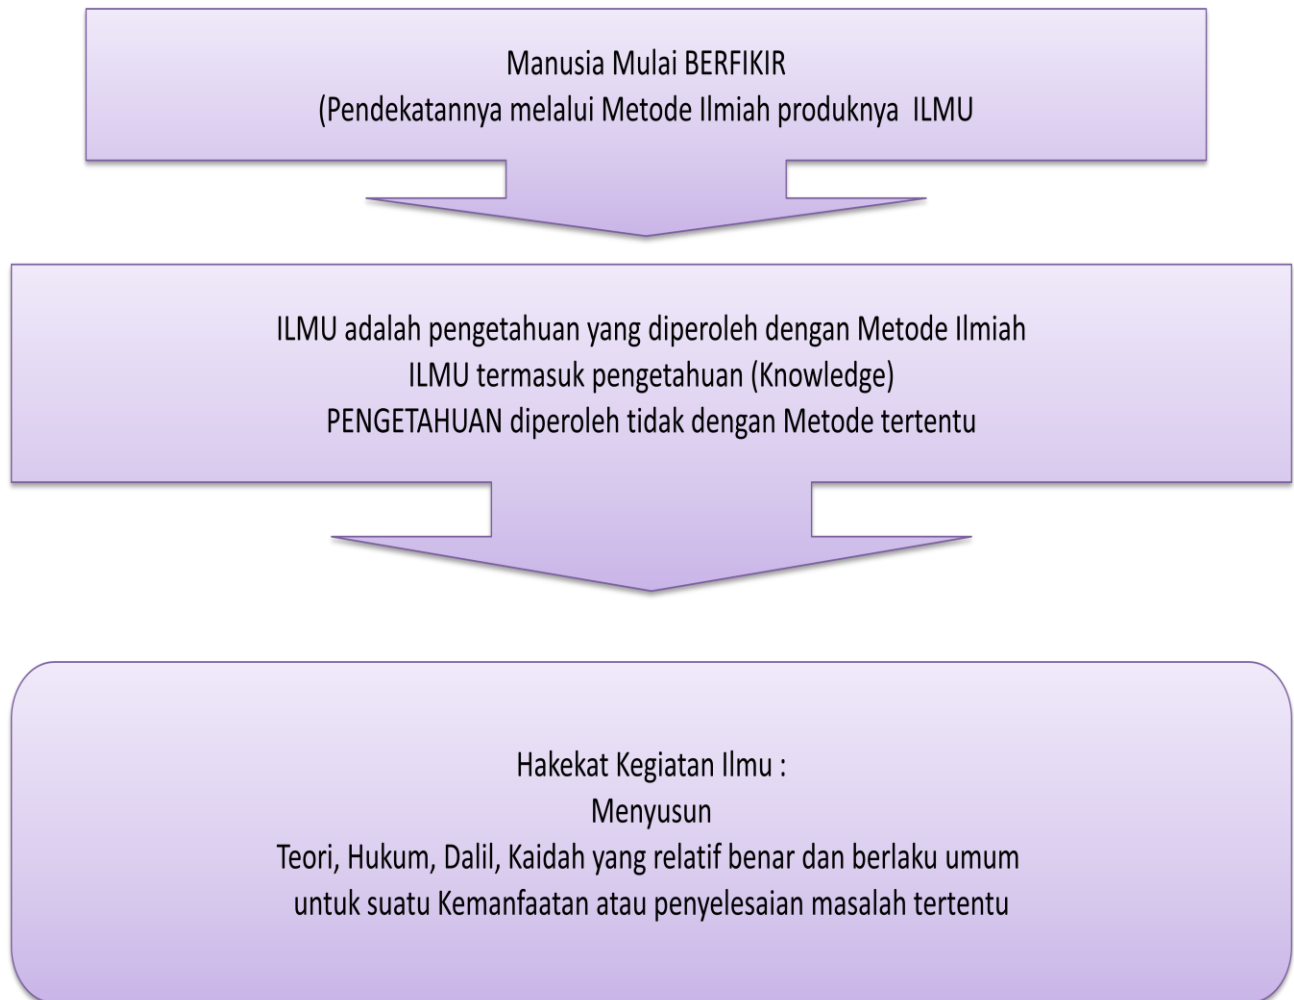 Manusia Mulai BERFIKIR
(Pendekatannya melalui Metode Ilmiah produknya ILMU
ILMU adalah pengetahuan yang diperoleh dengan Metode Ilmiah
ILMU termasuk pengetahuan (Knowledge)
PENGETAHUAN diperoleh tidak dengan Metode tertentu
Hakekat Kegiatan Ilmu :
Menyusun
Teori, Hukum, Dalil, Kaidah yang relatif benar dan berlaku umum
untuk suatu Kemanfaatan atau penyelesaian masalah tertentu